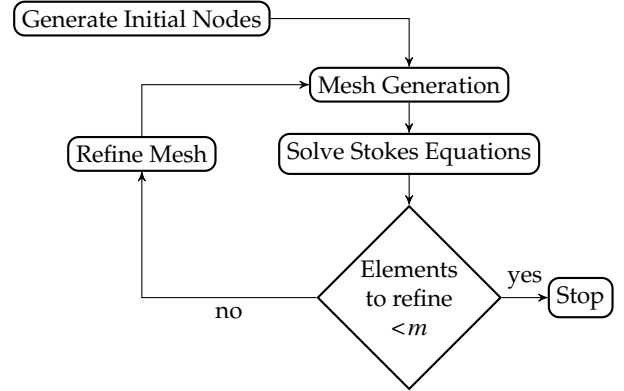 Generate Initial Nodes
Mesh Generation
Refine Mesh
Solve Stokes Equations
Elements
to refine
<m
yes
Stop
no